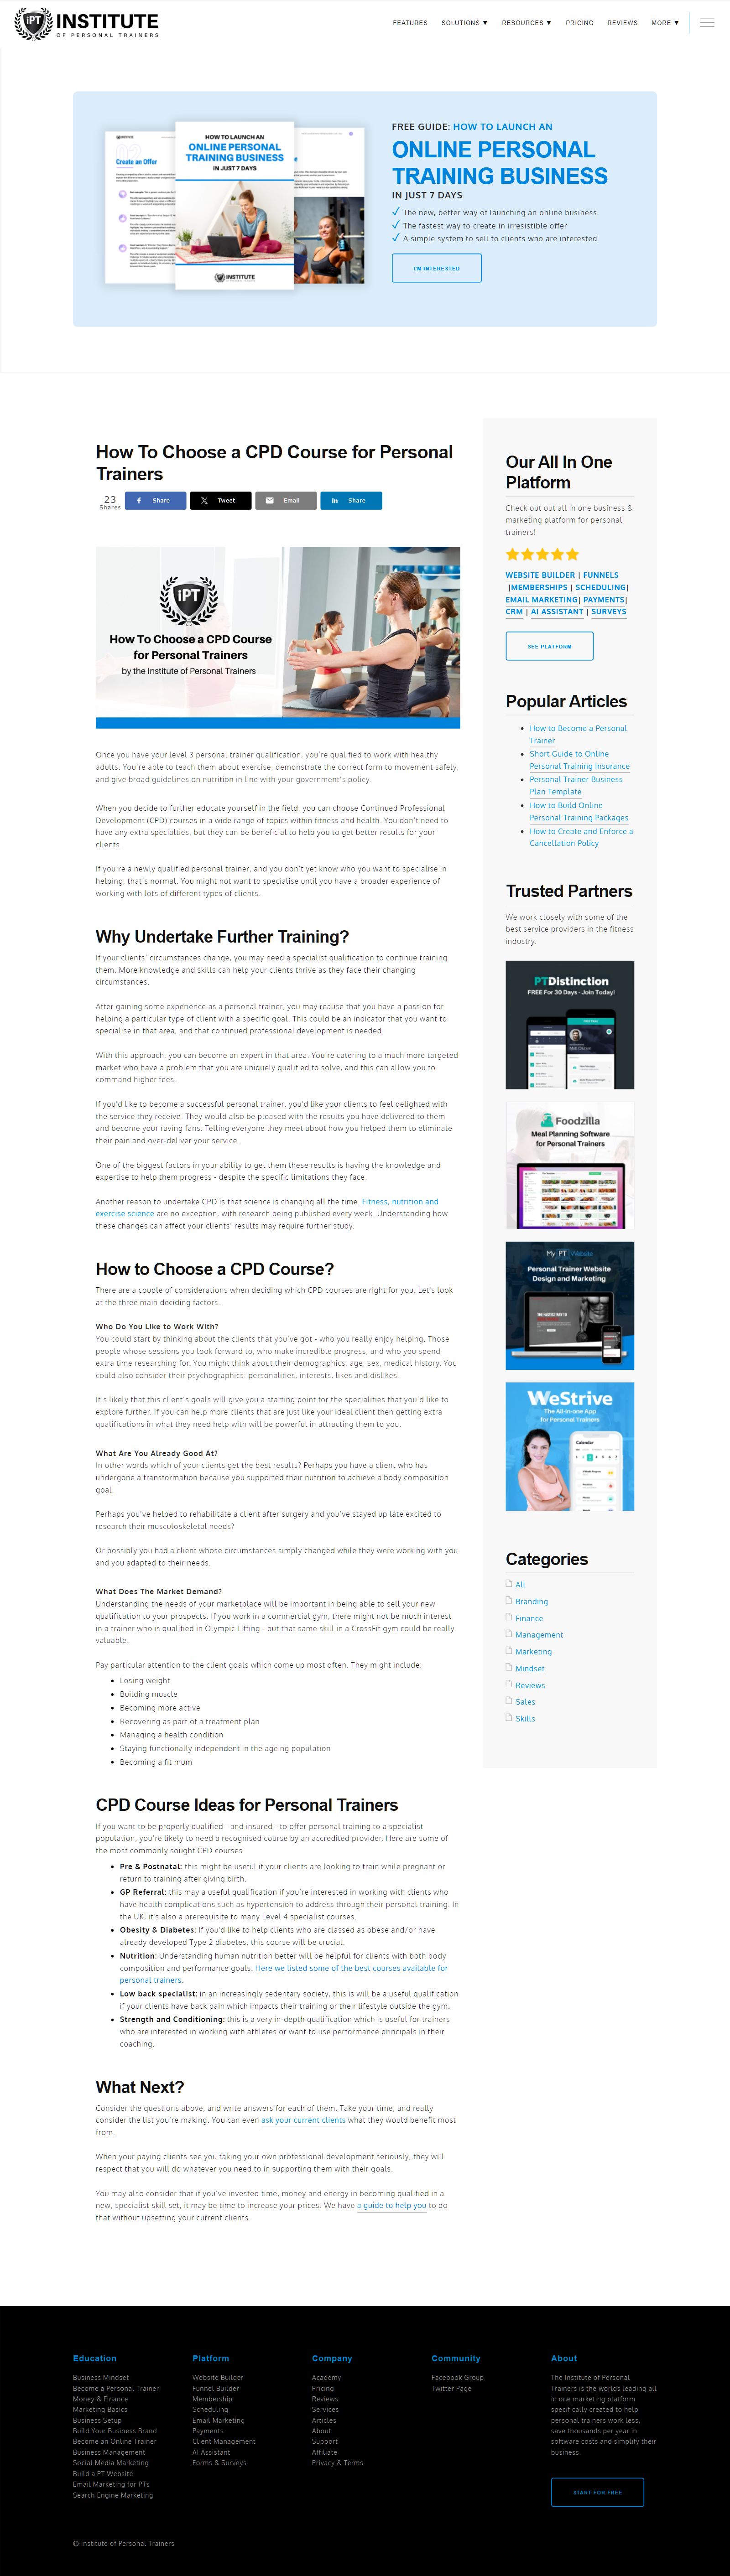 iPT INSTITUTE
OF PERSONAL TRAINERS
FEATURES SOLUTIONS ▼ RESOURCES ▼ PRICING REVIEWS MORE ▼
Create an Offer
HOW TO LAUNCH AN
ONLINE PERSONAL
TRAINING BUSINESS
IN JUST 7 DAYS
INSTITUTE
FREE GUIDE: HOW TO LAUNCH AN
ONLINE PERSONAL
TRAINING BUSINESS
IN JUST 7 DAYS
The new, better way of launching an online business
The fastest way to create in irresistible offer
A simple system to sell to clients who are interested
I'M INTERESTED
How To Choose a CPD Course for Personal
Trainers
23
Shares
Share
Tweet
Email
Share
iPT
How To Choose a CPD Course
for Personal Trainers
by the Institute of Personal Trainers
Once you have your level 3 personal trainer qualification, you're qualified to work with healthy
adults. You're able to teach them about exercise, demonstrate the correct form to movement safely,
and give broad guidelines on nutrition in line with your government's policy.
When you decide to further educate yourself in the field, you can choose Continued Professional
Development (CPD) courses in a wide range of topics within fitness and health. You don't need to
have any extra specialties, but they can be beneficial to help you to get better results for your
clients.
If you're a newly qualified personal trainer, and you don't yet know who you want to specialise in
helping, that's normal. You might not want to specialise until you have a broader experience of
working with lots of different types of clients.
Why Undertake Further Training?
If your clients' circumstances change, you may need a specialist qualification to continue training
them. More knowledge and skills can help your clients thrive as they face their changing
circumstances.
After gaining some experience as a personal trainer, you may realise that you have a passion for
helping a particular type of client with a specific goal. This could be an indicator that you want to
specialise in that area, and that continued professional development is needed.
With this approach, you can become an expert in that area. You're catering to a much more targeted
market who have a problem that you are uniquely qualified to solve, and this can allow you to
command higher fees.
If you'd like to become a successful personal trainer, you'd like your clients to feel delighted with
the service they receive. They would also be pleased with the results you have delivered to them
and become your raving fans. Telling everyone they meet about how you helped them to eliminate
their pain and over-deliver your service.
One of the biggest factors in your ability to get them these results is having the knowledge and
expertise to help them progress - despite the specific limitations they face.
Another reason to undertake CPD is that science is changing all the time. Fitness, nutrition and
exercise science are no exception, with research being published every week. Understanding how
these changes can affect your clients' results may require further study.
How to Choose a CPD Course?
There are a couple of considerations when deciding which CPD courses are right for you. Let's look
at the three main deciding factors.
Who Do You Like to Work With?
You could start by thinking about the clients that you've got - who you really enjoy helping. Those
people whose sessions you look forward to, who make incredible progress, and who you spend
extra time researching for. You might think about their demographics: age, sex, medical history. You
could also consider their psychographics: personalities, interests, likes and dislikes.
It's likely that this client's goals will give you a starting point for the specialities that you'd like to
explore further. If you can help more clients that are just like your ideal client then getting extra
qualifications in what they need help with will be powerful in attracting them to you.
What Are You Already Good At?
In other words which of your clients get the best results? Perhaps you have a client who has
undergone a transformation because you supported their nutrition to achieve a body composition
goal.
Perhaps you've helped to rehabilitate a client after surgery and you've stayed up late excited to
research their musculoskeletal needs?
Or possibly you had a client whose circumstances simply changed while they were working with you
and you adapted to their needs.
What Does The Market Demand?
Understanding the needs of your marketplace will be important in being able to sell your new
qualification to your prospects. If you work in a commercial gym, there might not be much interest
in a trainer who is qualified in Olympic Lifting - but that same skill in a CrossFit gym could be really
valuable.
Pay particular attention to the client goals which come up most often. They might include:
Losing weight
Building muscle
Becoming more active
Recovering as part of a treatment plan
Managing a health condition
Staying functionally independent in the ageing population
Becoming a fit mum
CPD Course Ideas for Personal Trainers
If you want to be properly qualified - and insured - to offer personal training to a specialist
population, you're likely to need a recognised course by an accredited provider. Here are some of
the most commonly sought CPD courses.
Pre & Postnatal: this might be useful if your clients are looking to train while pregnant or
return to training after giving birth.
GP Referral: this may a useful qualification if you're interested in working with clients who
have health complications such as hypertension to address through their personal training. In
the UK, it's also a prerequisite to many Level 4 specialist courses.
Obesity & Diabetes: If you'd like to help clients who are classed as obese and/or have
already developed Type 2 diabetes, this course will be crucial.
Nutrition: Understanding human nutrition better will be helpful for clients with both body
composition and performance goals. Here we listed some of the best courses available for
personal trainers.
Low back specialist: in an increasingly sedentary society, this is will be a useful qualification
if your clients have back pain which impacts their training or their lifestyle outside the gym.
Strength and Conditioning: this is a very in-depth qualification which is useful for trainers
who are interested in working with athletes or want to use performance principals in their
coaching.
What Next?
Consider the questions above, and write answers for each of them. Take your time, and really
consider the list you're making. You can even ask your current clients what they would benefit most
from.
When your paying clients see you taking your own professional development seriously, they will
respect that you will do whatever you need to in supporting them with their goals.
You may also consider that if you've invested time, money and energy in becoming qualified in a
new, specialist skill set, it may be time to increase your prices. We have a guide to help you to do
that without upsetting your current clients.
Our All In One
Platform
Check out out all in one business &
marketing platform for personal
trainers!
WEBSITE BUILDER | FUNNELS
|MEMBERSHIPS | SCHEDULING|
EMAIL MARKETING| PAYMENTS|
CRM | AI ASSISTANT | SURVEYS
SEE PLATFORM
Popular Articles
How to Become a Personal
Trainer
Short Guide to Online
Personal Training Insurance
Personal Trainer Business
Plan Template
How to Build Online
Personal Training Packages
How to Create and Enforce a
Cancellation Policy
Trusted Partners
We work closely with some of the
best service providers in the fitness
industry.
PTDistinction
FREE For 30 Days - Join Today!
Foodzilla
Meal Planning Software
for Personal Trainers
My PT Website
Personal Trainer Website
Design and Marketing
WeStrive
The All-in-one App
for Personal Trainers
Calendar
Categories
All
Branding
Finance
Management
Marketing
Mindset
Reviews
Sales
Skills
Education
Business Mindset
Become a Personal Trainer
Money & Finance
Marketing Basics
Business Setup
Build Your Business Brand
Become an Online Trainer
Business Management
Social Media Marketing
Build a PT Website
Email Marketing for PTs
Search Engine Marketing
Platform
Website Builder
Funnel Builder
Membership
Scheduling
Email Marketing
Payments
Client Management
AI Assistant
Forms & Surveys
Company
Academy
Pricing
Reviews
Services
Articles
About
Support
Affiliate
Privacy & Terms
Community
Facebook Group
Twitter Page
About
The Institute of Personal
Trainers is the worlds leading all
in one marketing platform
specifically created to help
personal trainers work less,
save thousands per year in
software costs and simplify their
business.
START FOR FREE
© Institute of Personal Trainers